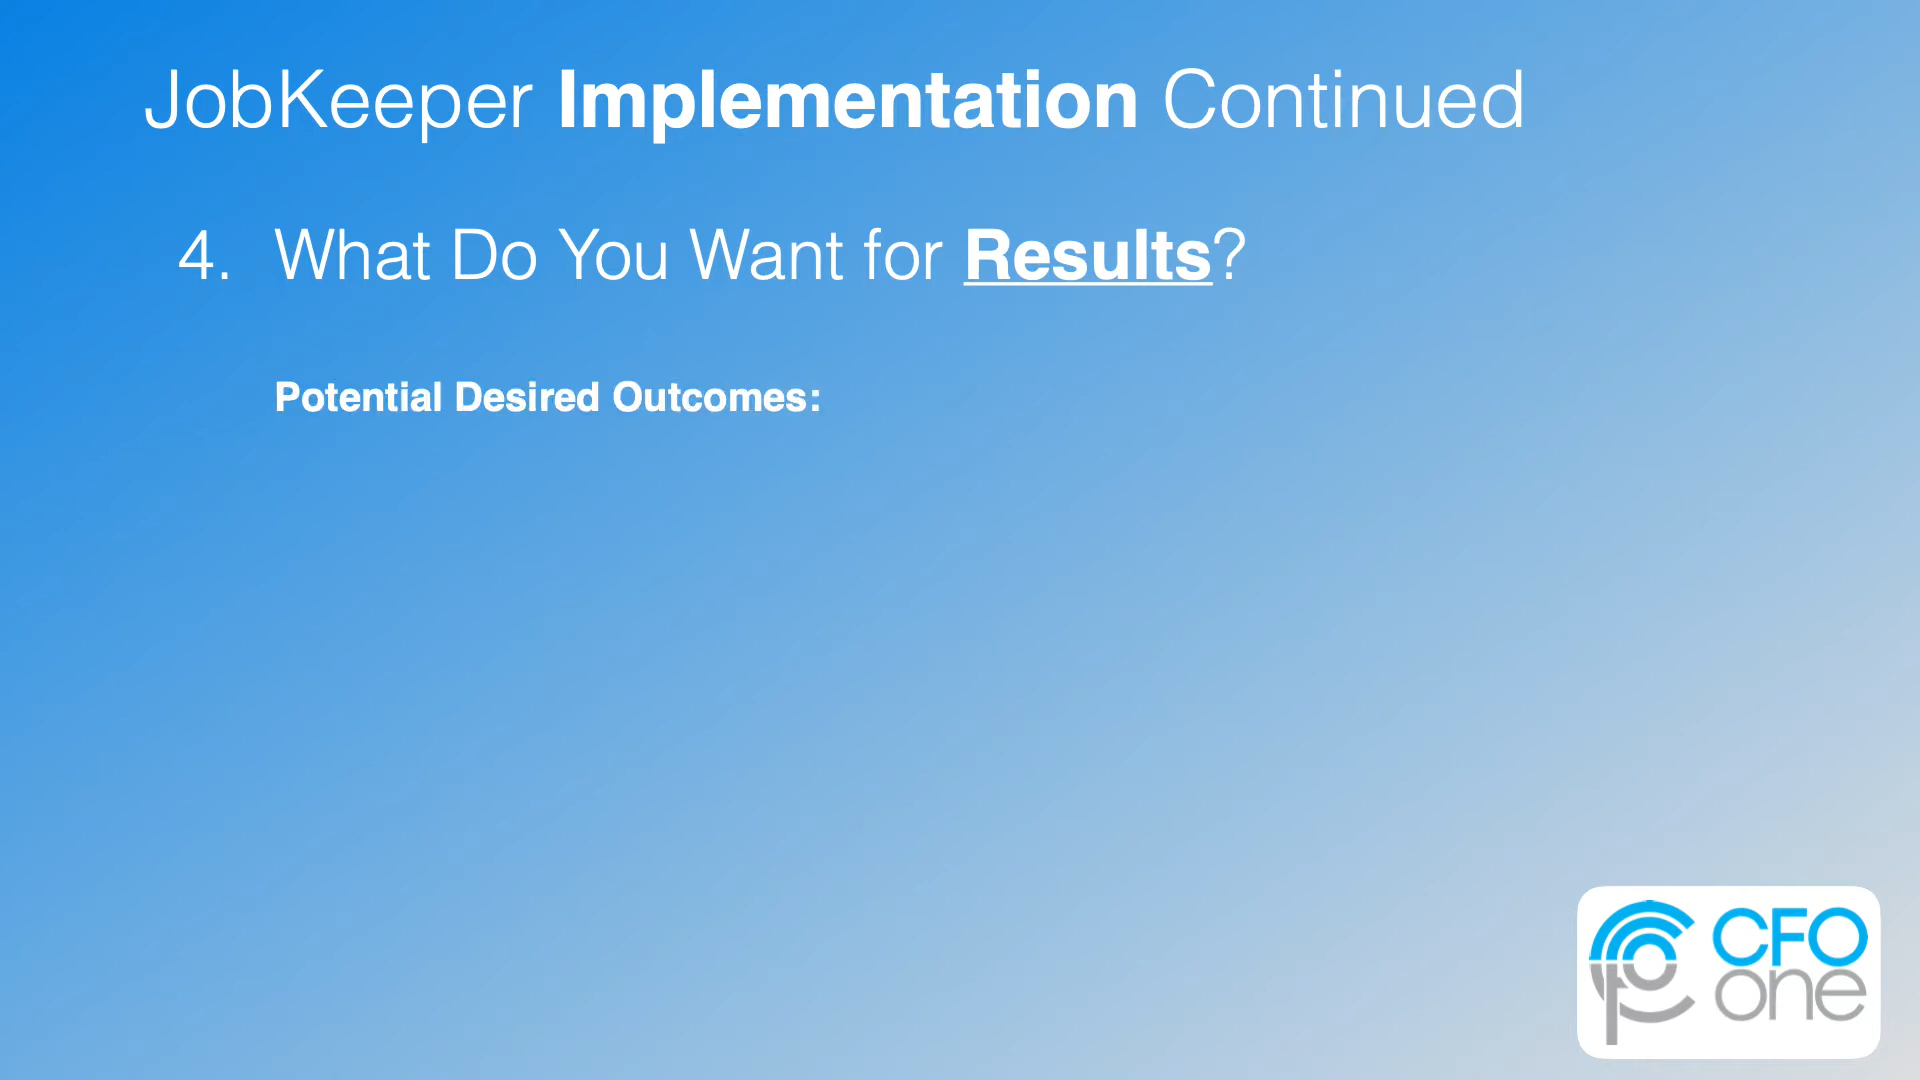 JobKeeper Implementation Continued
4. What Do You Want for Results?
Potential Desired Outcomes:
CFO
one